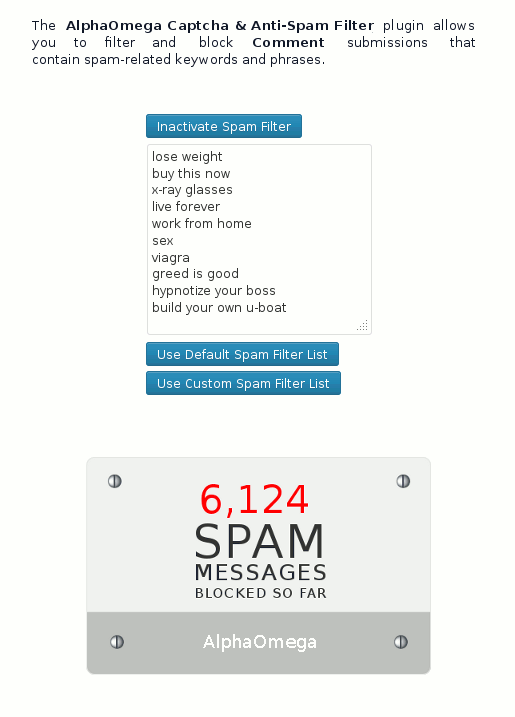 The AlphaOmega Captcha & Anti-Spam Filter plugin allows
you to filter and block Comment submissions that
contain spam-related keywords and phrases.
Inactivate Spam Filter
lose weight
buy this now
x-ray glasses
live forever
work from home
sex
viagra
greed is good
hypnotize your boss
build your own u-boat
Use Default Spam Filter List
Use Custom Spam Filter List
6,124
SPAM
MESSAGES
BLOCKED SO FAR
AlphaOmega